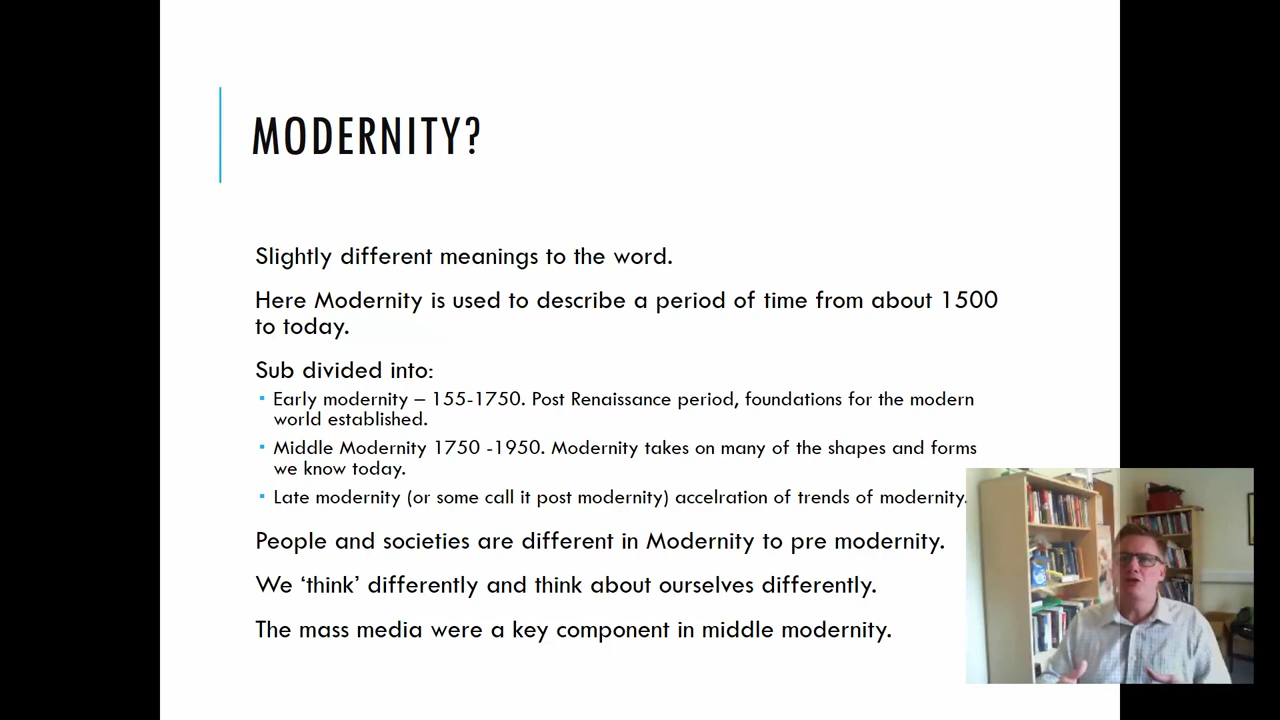 MODERNITY?
Slightly different meanings to the word.
Here Modernity is used to describe a period of time from about 1500
to today.
Sub divided into:
Early modernity – 155-1750. Post Renaissance period, foundations for the modern
world established.
Middle Modernity 1750 -1950. Modernity takes on many of the shapes and forms
we know today.
Late modernity (or some call it post modernity) accelration of trends of modernity.
People and societies are different in Modernity to pre modernity.
We ‘think’ differently and think about ourselves differently.
The mass media were a key component in middle modernity.